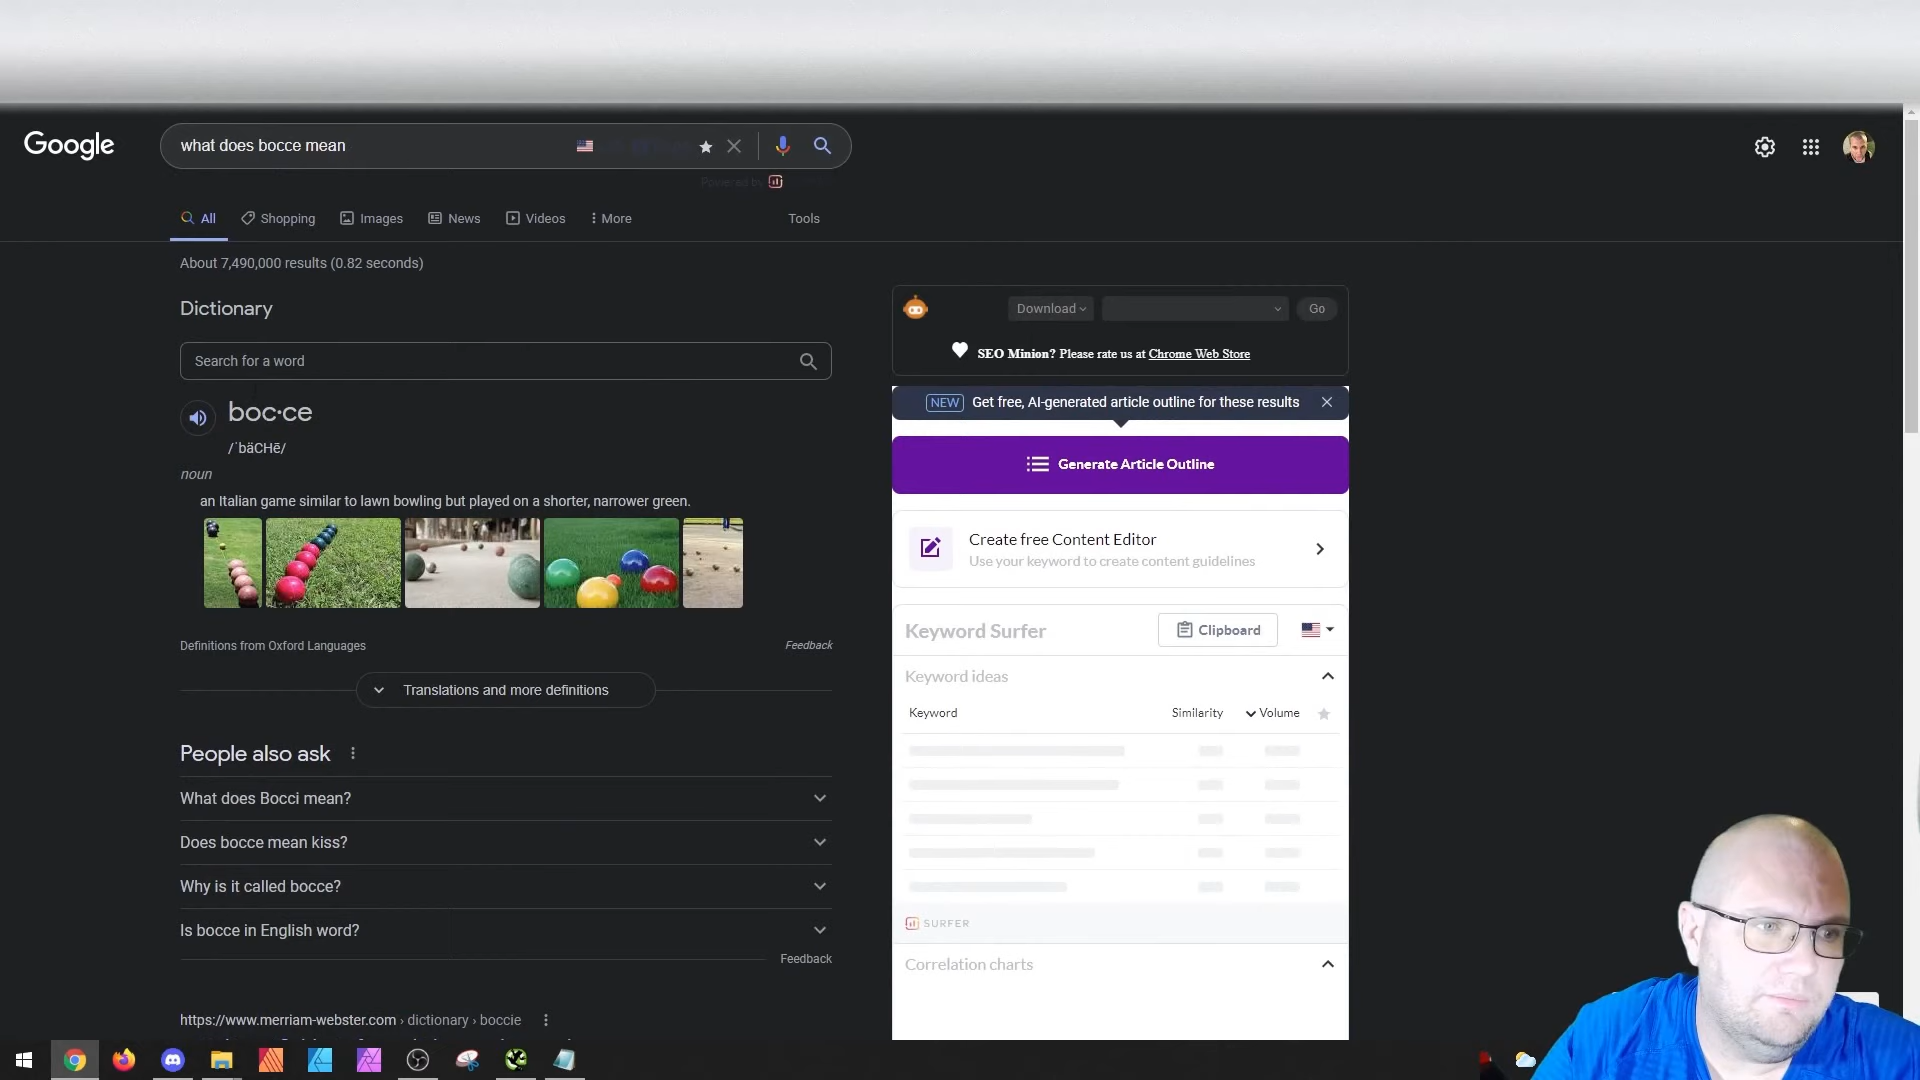 Google
what does bocce mean
Powered by
All
Shopping
Images
News
Videos
More
Tools
About 7,490,000 results (0.82 seconds)
Dictionary
Search for a word
boc·ce
/ˈbäCHē/
noun
an Italian game similar to lawn bowling but played on a shorter, narrower green.
Definitions from Oxford Languages
Feedback
Translations and more definitions
People also ask
What does Bocci mean?
Does bocce mean kiss?
Why is it called bocce?
Is bocce in English word?
Feedback
https://www.merriam-webster.com › dictionary › boccie
Download
Go
SEO Minion? Please rate us at Chrome Web Store
NEW Get free, AI-generated article outline for these results
Generate Article Outline
Create free Content Editor
Use your keyword to create content guidelines
Keyword Surfer
Clipboard
Keyword ideas
Keyword Similarity Volume
SURFER
Correlation charts